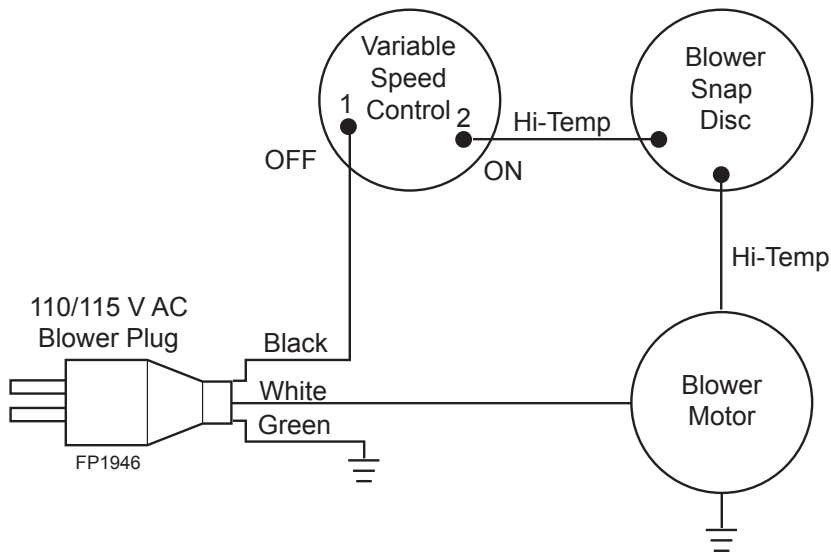 Variable
Speed
Control
1
2
OFF
ON
Hi-Temp
Blower
Snap
Disc
Hi-Temp
110/115 V AC
Blower Plug
Black
White
Green
FP1946
Blower
Motor